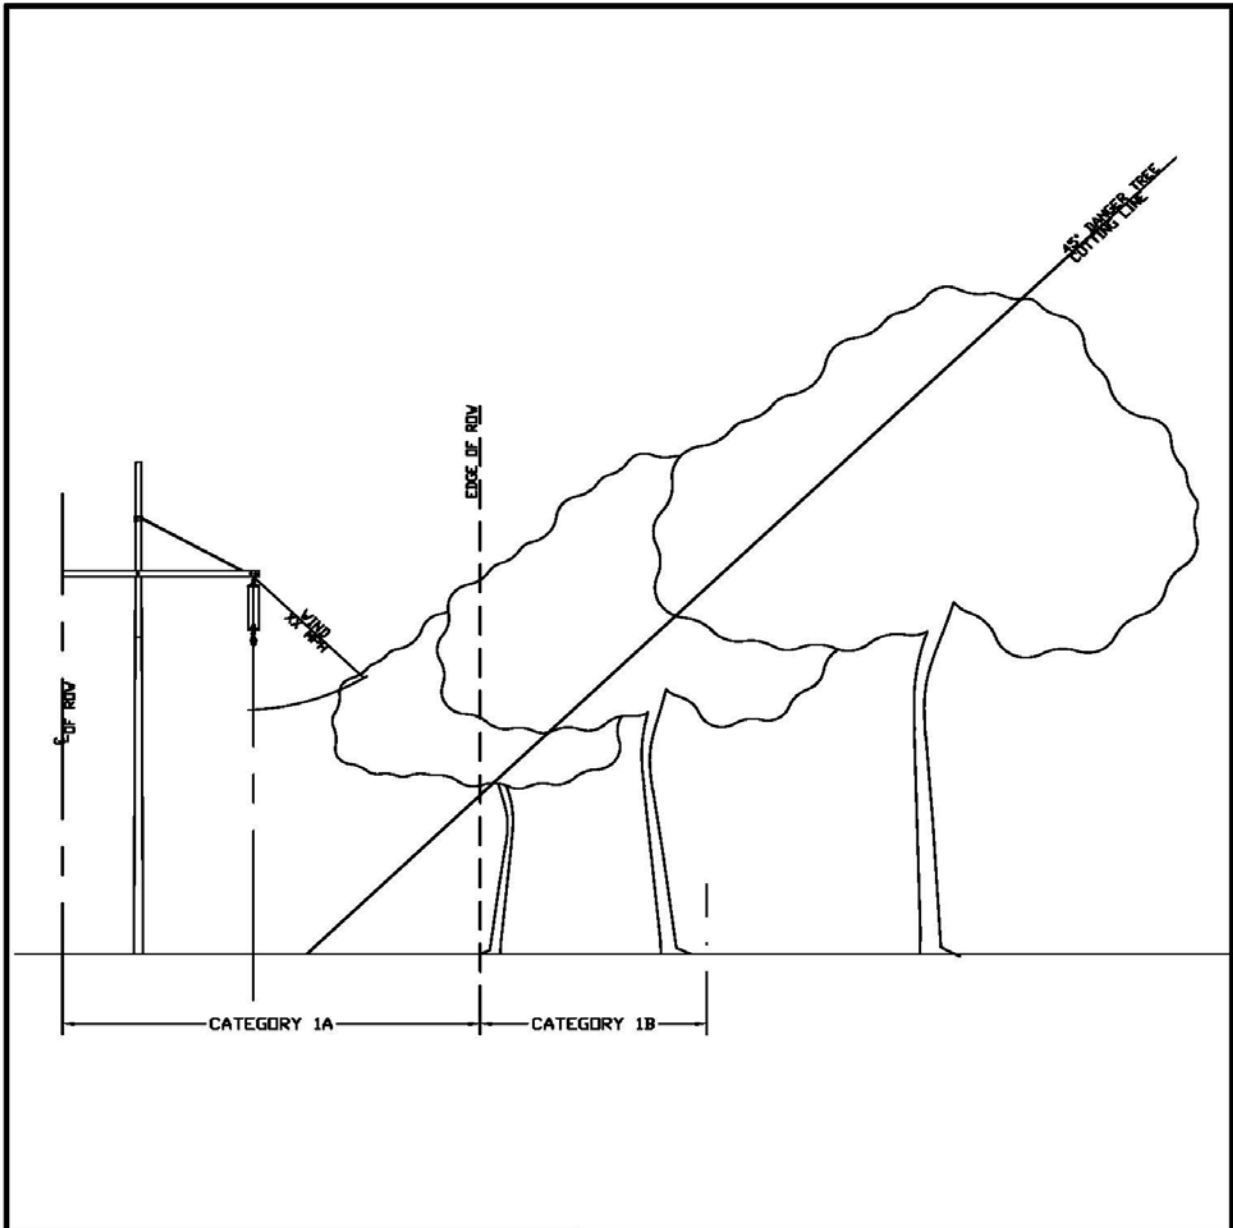 45° DANGER TREE
CUTTING LINE
EDGE OF ROW
WIND
XX MPH
℄ OF ROW
CATEGORY 1A
CATEGORY 1B